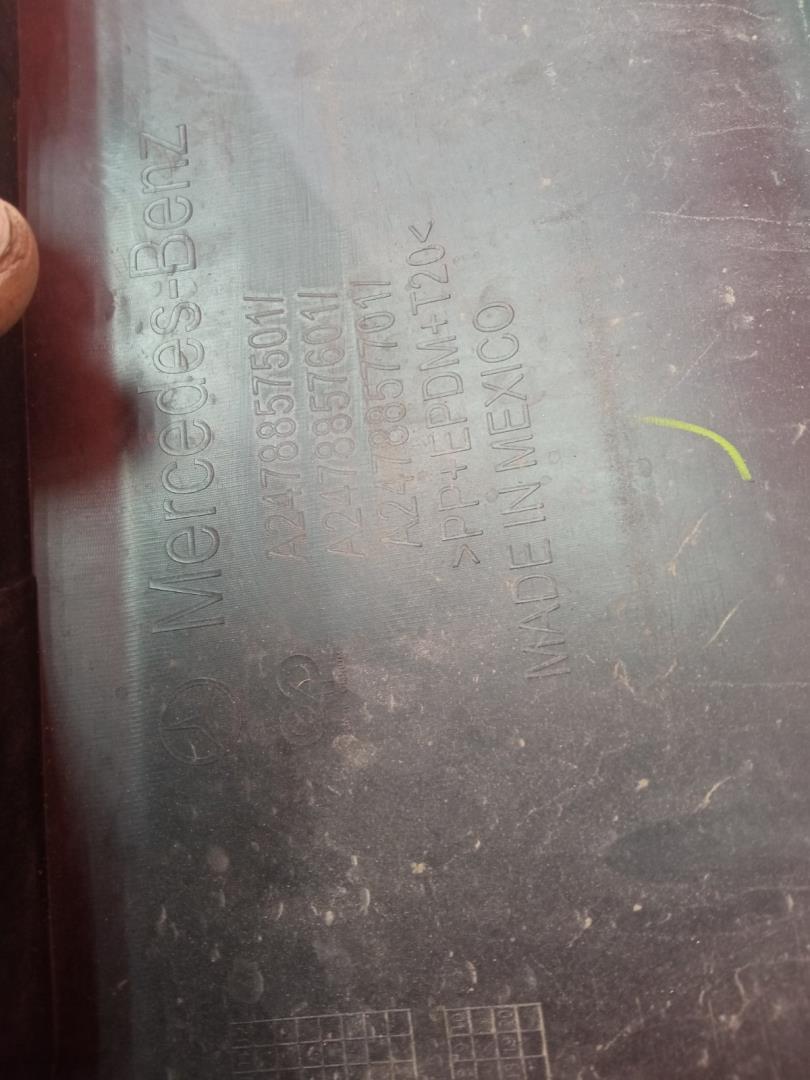 Mercedes-Benz
A2478857501/
A2478857601/
A2478857701/
>PP+EPDM+T20<
MADE IN MEXICO